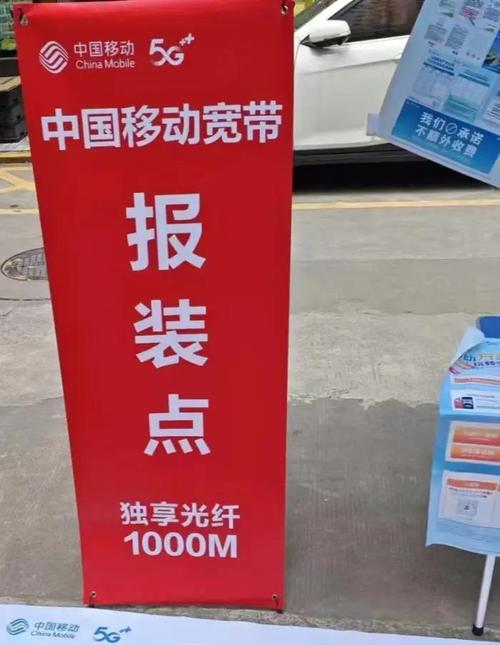 中国移动
China Mobile
5G++
中国移动宽带
报
装
点
独享光纤
1000M
我们承诺
不额外收费
中国移动
China Mobile
5G++